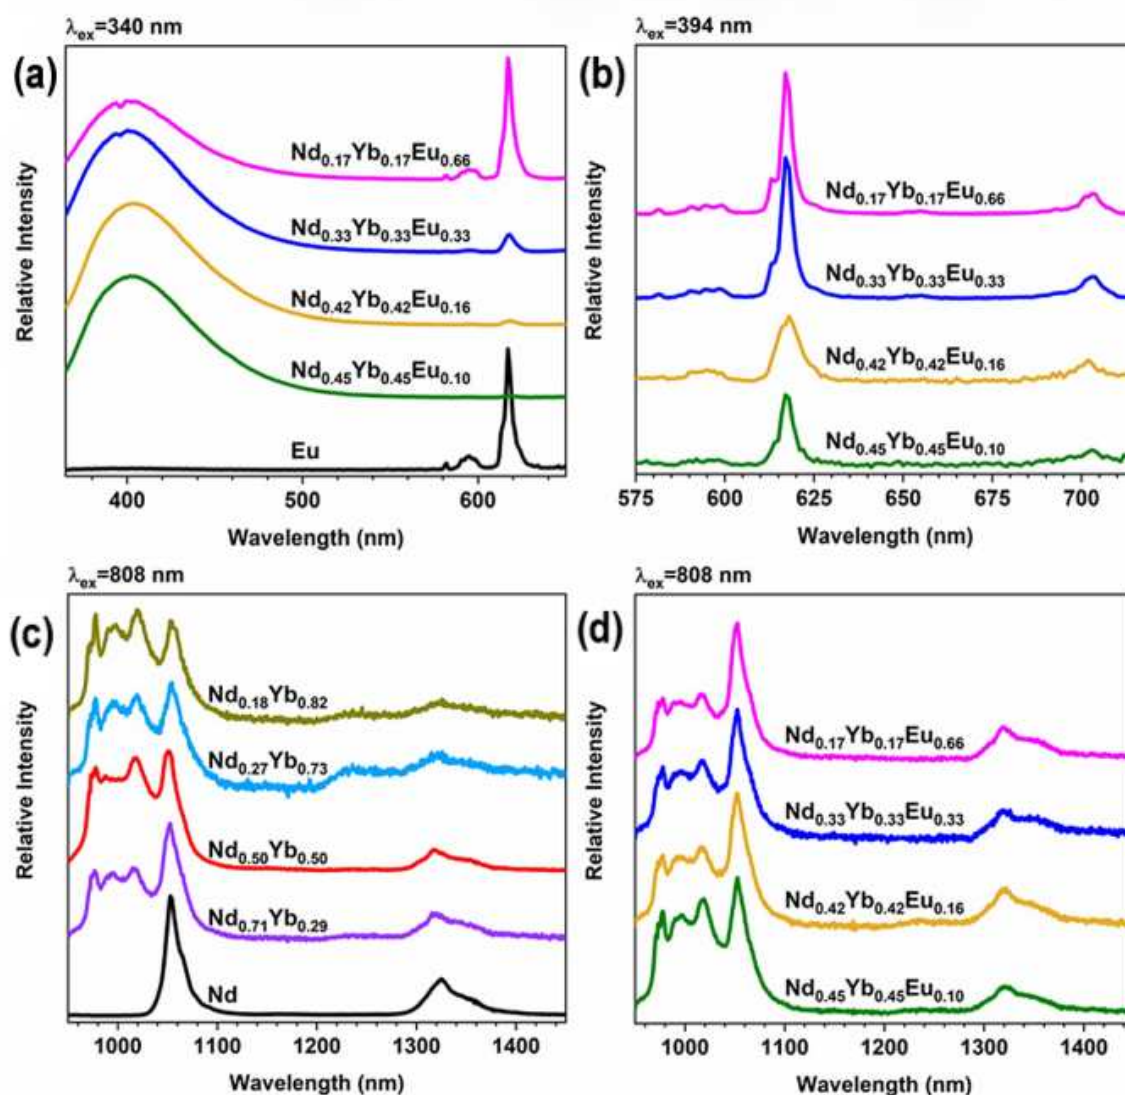 λex=340 nm
(a)
Nd0.17Yb0.17Eu0.66
Nd0.33Yb0.33Eu0.33
Nd0.42Yb0.42Eu0.16
Nd0.45Yb0.45Eu0.10
Eu
Relative Intensity
400 500 600
Wavelength (nm)
λex=394 nm
(b)
Nd0.17Yb0.17Eu0.66
Nd0.33Yb0.33Eu0.33
Nd0.42Yb0.42Eu0.16
Nd0.45Yb0.45Eu0.10
Relative Intensity
575 600 625 650 675 700
Wavelength (nm)
λex=808 nm
(c)
Nd0.18Yb0.82
Nd0.27Yb0.73
Nd0.50Yb0.50
Nd0.71Yb0.29
Nd
Relative Intensity
1000 1100 1200 1300 1400
Wavelength (nm)
λex=808 nm
(d)
Nd0.17Yb0.17Eu0.66
Nd0.33Yb0.33Eu0.33
Nd0.42Yb0.42Eu0.16
Nd0.45Yb0.45Eu0.10
Relative Intensity
1000 1100 1200 1300 1400
Wavelength (nm)